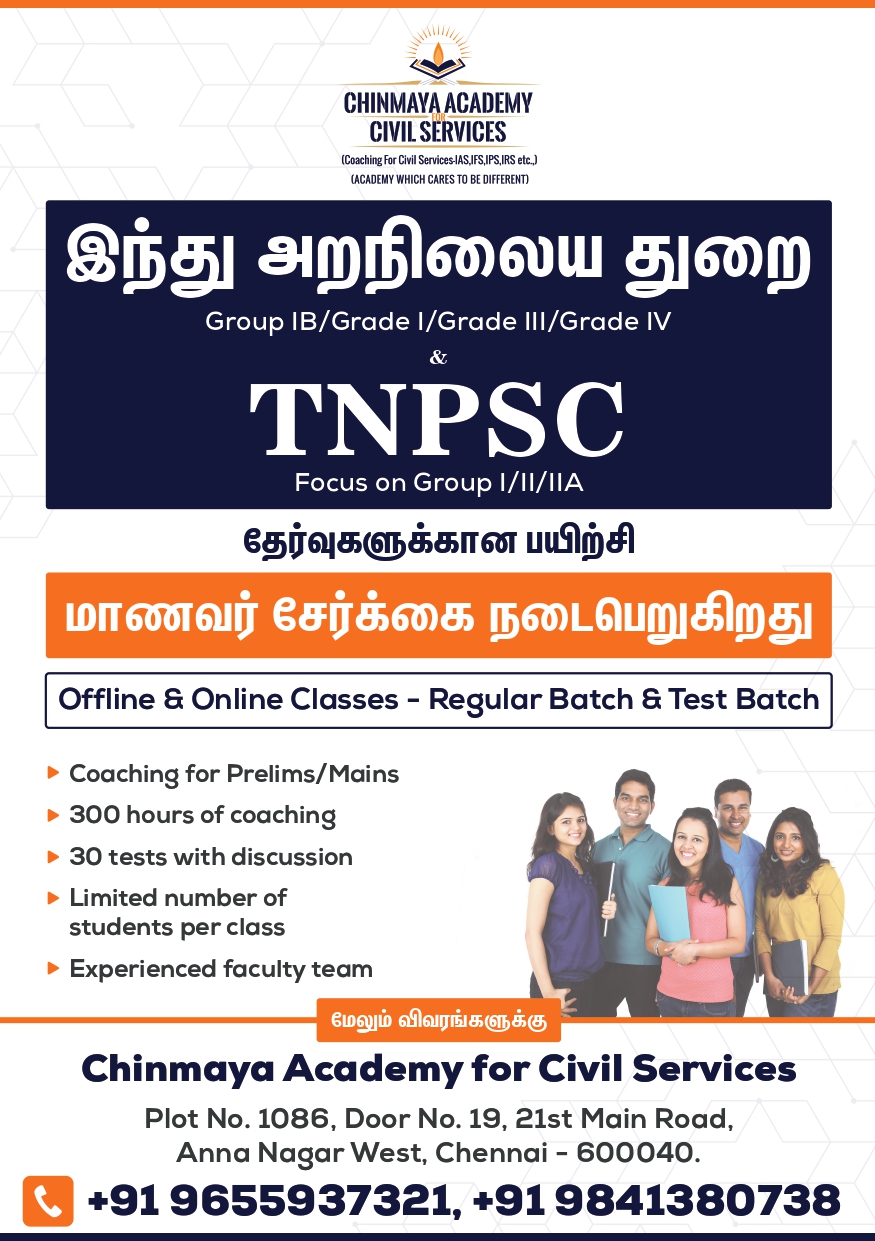 CHINMAYA ACADEMY
FOR
CIVIL SERVICES
(Coaching For Civil Services-IAS,IFS,IPS,IRS etc.,)
(ACADEMY WHICH CARES TO BE DIFFERENT)
இந்து அறநிலைய துறை
Group IB/Grade I/Grade III/Grade IV
&
TNPSC
Focus on Group I/II/IIA
தேர்வுகளுக்கான பயிற்சி
மாணவர் சேர்க்கை நடைபெறுகிறது
Offline & Online Classes - Regular Batch & Test Batch
Coaching for Prelims/Mains
300 hours of coaching
30 tests with discussion
Limited number of
students per class
Experienced faculty team
மேலும் விவரங்களுக்கு
Chinmaya Academy for Civil Services
Plot No. 1086, Door No. 19, 21st Main Road,
Anna Nagar West, Chennai - 600040.
+91 9655937321, +91 9841380738